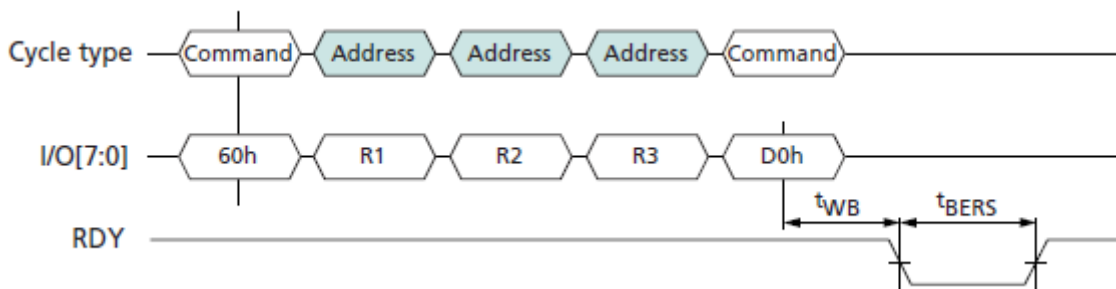 Cycle type Command Address Address Address Command
I/O[7:0] 60h R1 R2 R3 D0h
tWB tBERS
RDY